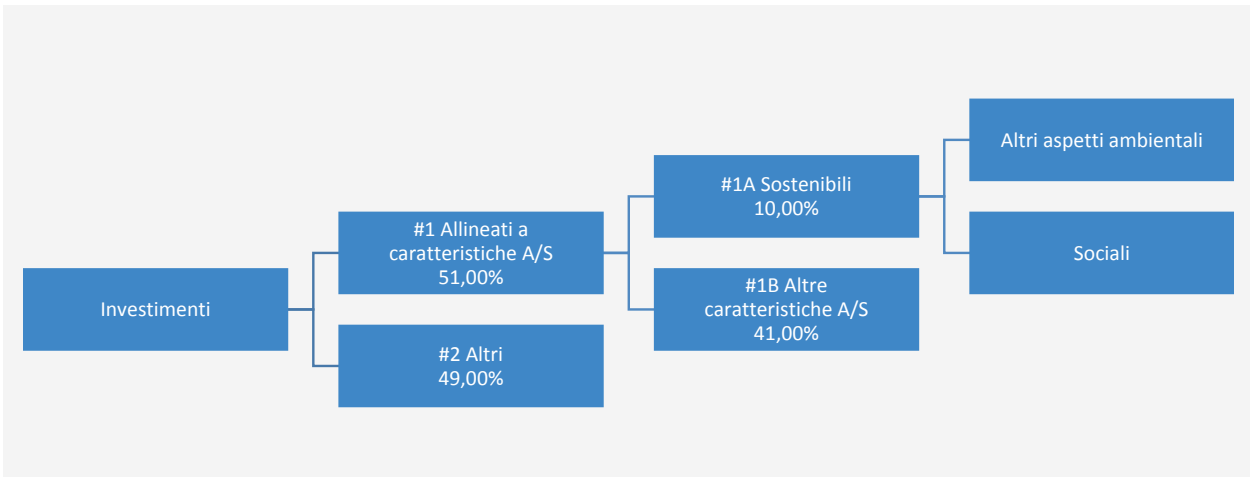 Investimenti
#1 Allineati a
caratteristiche A/S
51,00%
#2 Altri
49,00%
#1A Sostenibili
10,00%
#1B Altre
caratteristiche A/S
41,00%
Altri aspetti ambientali
Sociali